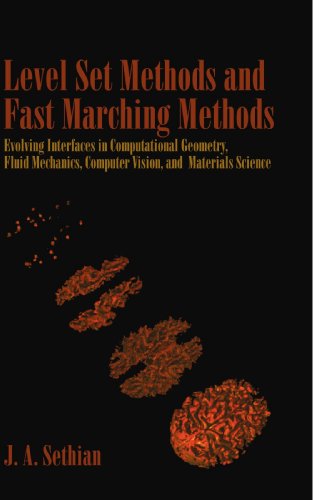 Level Set Methods and
Fast Marching Methods
Evolving Interfaces in Computational Geometry,
Fluid Mechanics, Computer Vision, and Materials Science
J. A. Sethian